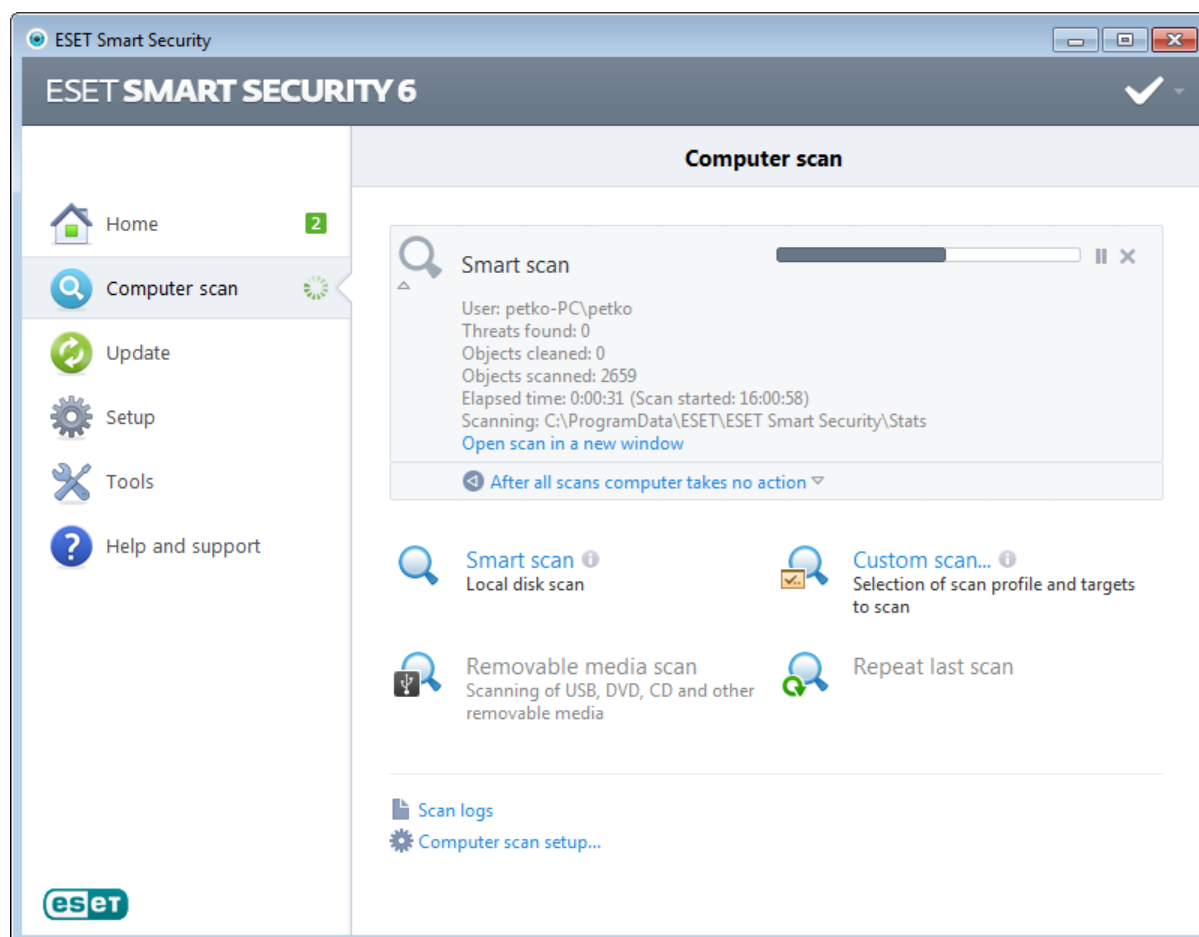 ESET Smart Security
ESET SMART SECURITY 6
Computer scan
Home 2
Computer scan
Update
Setup
Tools
Help and support
Smart scan
User: petko-PC\petko
Threats found: 0
Objects cleaned: 0
Objects scanned: 2659
Elapsed time: 0:00:31 (Scan started: 16:00:58)
Scanning: C:\ProgramData\ESET\ESET Smart Security\Stats
Open scan in a new window
After all scans computer takes no action
Smart scan
Local disk scan
Custom scan...
Selection of scan profile and targets
to scan
Removable media scan
Scanning of USB, DVD, CD and other
removable media
Repeat last scan
Scan logs
Computer scan setup...
eseT